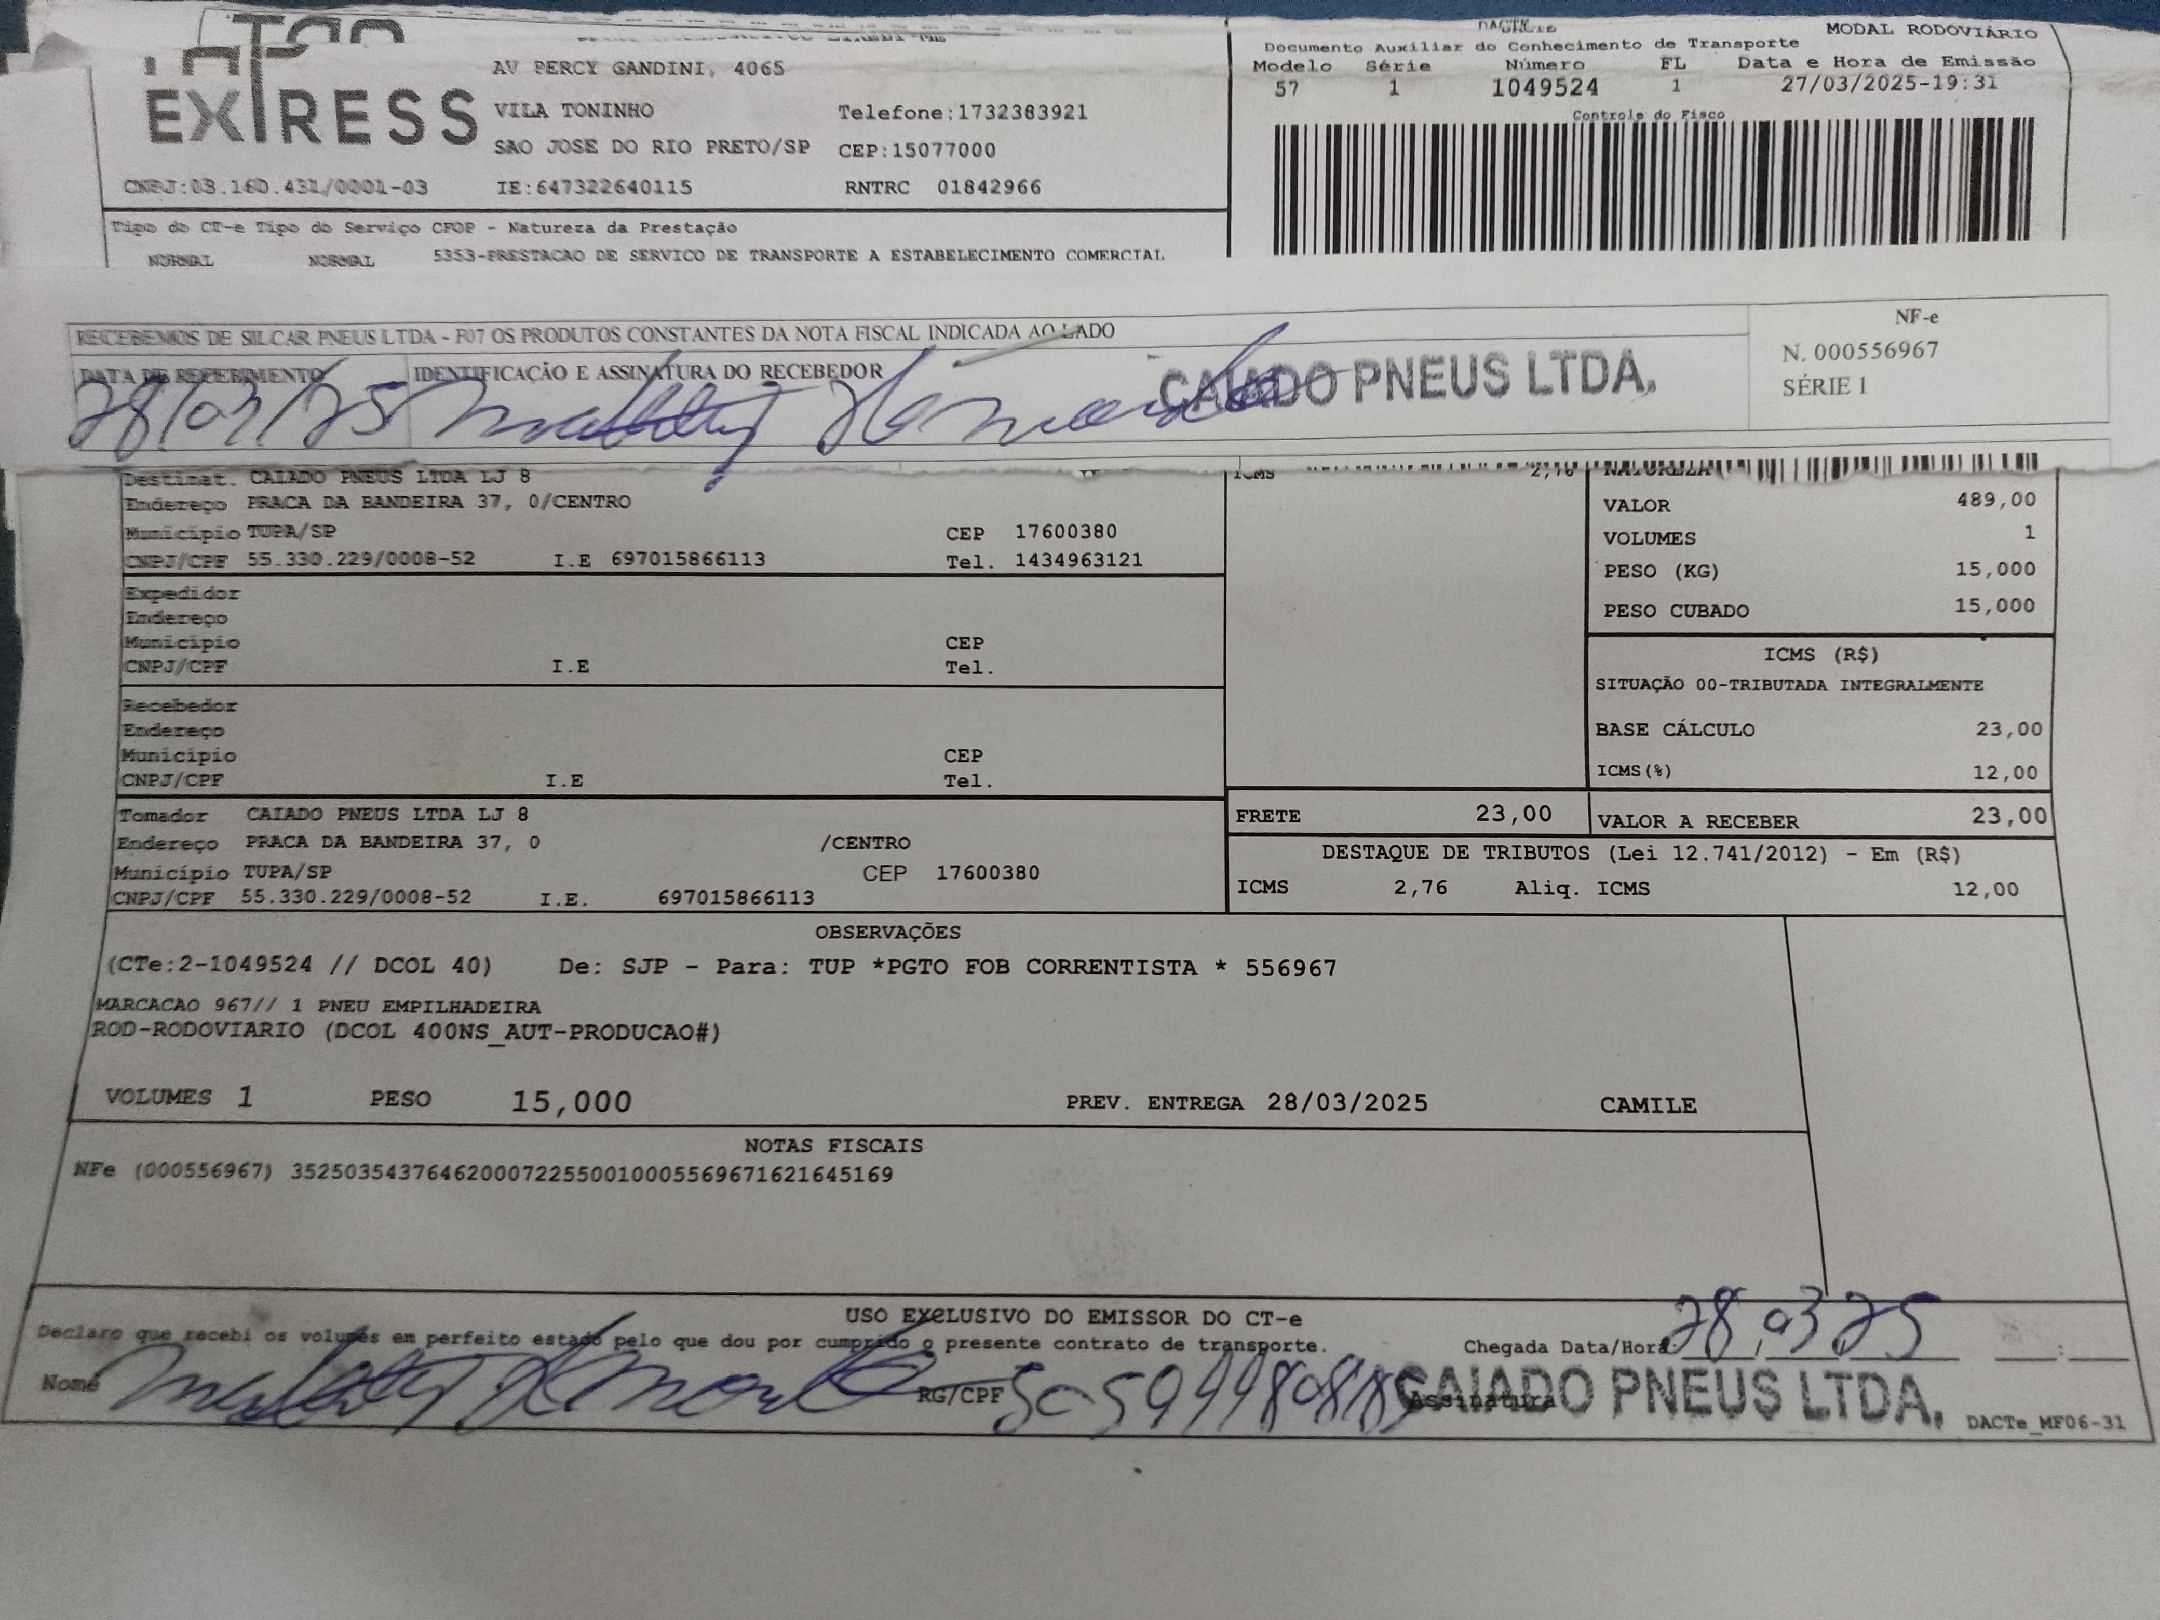 EXPRESS
AV PERCY GANDINI, 4065
VILA TONINHO Telefone:1732383921
SAO JOSE DO RIO PRETO/SP CEP:15077000
CNPJ:08.160.431/0001-03 IE:647322640115 RNTRC 01842966
Tipo do CT-e Tipo do Serviço CFOP - Natureza da Prestação
NORMAL NORMAL 5353-PRESTACAO DE SERVICO DE TRANSPORTE A ESTABELECIMENTO COMERCIAL
MODAL RODOVIÁRIO
Documento Auxiliar do Conhecimento de Transporte
Modelo Série Número FL Data e Hora de Emissão
57 1 1049524 1 27/03/2025-19:31
Controle do Fisco
RECEBEMOS DE SILCAR PNEUS LTDA - F07 OS PRODUTOS CONSTANTES DA NOTA FISCAL INDICADA AO LADO
DATA DE RECEBIMENTO IDENTIFICAÇÃO E ASSINATURA DO RECEBEDOR
28/03/25
CAIADO PNEUS LTDA.
NF-e
N. 000556967
SÉRIE 1
Destinat. CAIADO PNEUS LTDA LJ 8
Endereço PRACA DA BANDEIRA 37, 0/CENTRO
Município TUPA/SP CEP 17600380
CNPJ/CPF 55.330.229/0008-52 I.E 697015866113 Tel. 1434963121
Expedidor
Endereço
Município CEP
CNPJ/CPF I.E Tel.
Recebedor
Endereço
Município CEP
CNPJ/CPF I.E Tel.
Tomador CAIADO PNEUS LTDA LJ 8
Endereço PRACA DA BANDEIRA 37, 0 /CENTRO
Município TUPA/SP CEP 17600380
CNPJ/CPF 55.330.229/0008-52 I.E. 697015866113
ICMS 2,76
NATUREZA
VALOR 489,00
VOLUMES 1
PESO (KG) 15,000
PESO CUBADO 15,000
ICMS (R$)
SITUAÇÃO 00-TRIBUTADA INTEGRALMENTE
BASE CÁLCULO 23,00
ICMS(%) 12,00
FRETE 23,00 VALOR A RECEBER 23,00
DESTAQUE DE TRIBUTOS (Lei 12.741/2012) - Em (R$)
ICMS 2,76 Aliq. ICMS 12,00
OBSERVAÇÕES
(CTe:2-1049524 // DCOL 40) De: SJP - Para: TUP *PGTO FOB CORRENTISTA * 556967
MARCACAO 967// 1 PNEU EMPILHADEIRA
ROD-RODOVIARIO (DCOL 400NS_AUT-PRODUCAO#)
VOLUMES 1 PESO 15,000 PREV. ENTREGA 28/03/2025 CAMILE
NOTAS FISCAIS
NFe (000556967) 35250354376462000722550010005569671621645169
USO EXCLUSIVO DO EMISSOR DO CT-e
Declaro que recebi os volumes em perfeito estado pelo que dou por cumprido o presente contrato de transporte.
Chegada Data/Hora 28/03/25
Nome RG/CPF Assinatura
CAIADO PNEUS LTDA.
DACTe_MF06-31